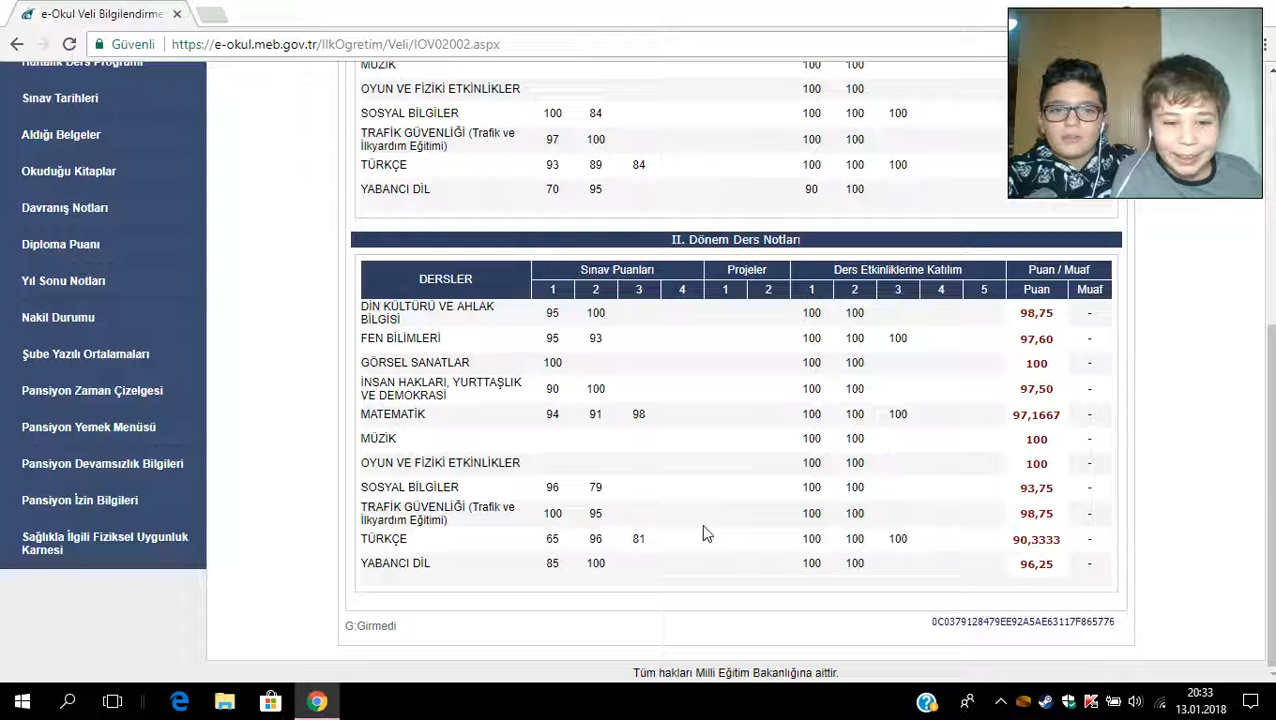 e-Okul Veli Bilgilendirme
Güvenli https://e-okul.meb.gov.tr/IlkOgretim/Veli/IOV02002.aspx
Haftalık Ders Programı
Sınav Tarihleri
Aldığı Belgeler
Okuduğu Kitaplar
Davranış Notları
Diploma Puanı
Yıl Sonu Notları
Nakil Durumu
Şube Yazılı Ortalamaları
Pansiyon Zaman Çizelgesi
Pansiyon Yemek Menüsü
Pansiyon Devamsızlık Bilgileri
Pansiyon İzin Bilgileri
Sağlıkla İlgili Fiziksel Uygunluk
Karnesi
MÜZİK 100 100
OYUN VE FİZİKİ ETKİNLİKLER 100 100
SOSYAL BİLGİLER 100 84 100 100 100
TRAFİK GÜVENLİĞİ (Trafik ve
İlkyardım Eğitimi) 97 100 100 100
TÜRKÇE 93 89 84 100 100 100
YABANCI DİL 70 95 90 100
II. Dönem Ders Notları
DERSLER Sınav Puanları Projeler Ders Etkinliklerine Katılım Puan / Muaf
1 2 3 4 1 2 1 2 3 4 5 Puan Muaf
DİN KÜLTÜRÜ VE AHLAK
BİLGİSİ 95 100 100 100 98,75 -
FEN BİLİMLERİ 95 93 100 100 100 97,60 -
GÖRSEL SANATLAR 100 100 100 100 -
İNSAN HAKLARI, YURTTAŞLIK
VE DEMOKRASİ 90 100 100 100 97,50 -
MATEMATİK 94 91 98 100 100 100 97,1667 -
MÜZİK 100 100 100 -
OYUN VE FİZİKİ ETKİNLİKLER 100 100 100 -
SOSYAL BİLGİLER 96 79 100 100 93,75 -
TRAFİK GÜVENLİĞİ (Trafik ve
İlkyardım Eğitimi) 100 95 100 100 98,75 -
TÜRKÇE 65 96 81 100 100 100 90,3333 -
YABANCI DİL 85 100 100 100 96,25 -
G:Girmedi 0C0379128479EE92A5AE63117F865776
Tüm hakları Milli Eğitim Bakanlığına aittir.
20:33
13.01.2018